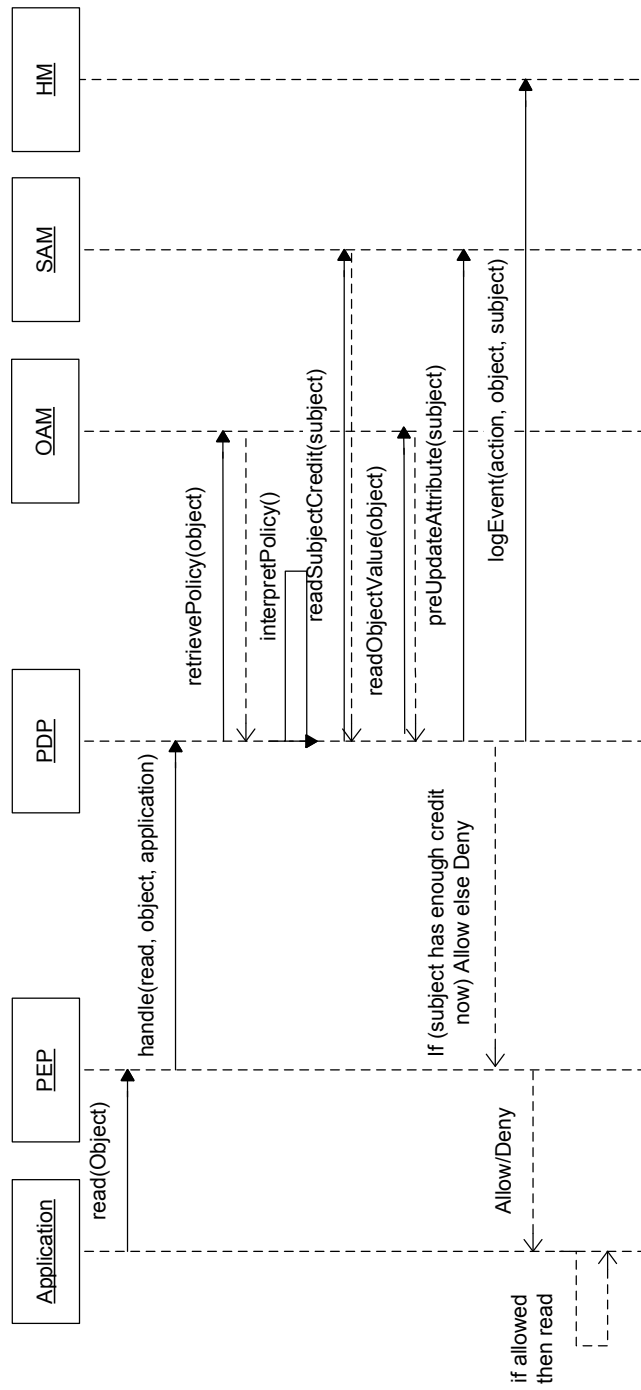 Application
PEP
PDP
OAM
SAM
HM
read(Object)
handle(read, object, application)
retrievePolicy(object)
interpretPolicy()
readSubjectCredit(subject)
readObjectValue(object)
preUpdateAttribute(subject)
If (subject has enough credit
now) Allow else Deny
logEvent(action, object, subject)
Allow/Deny
if allowed
then read